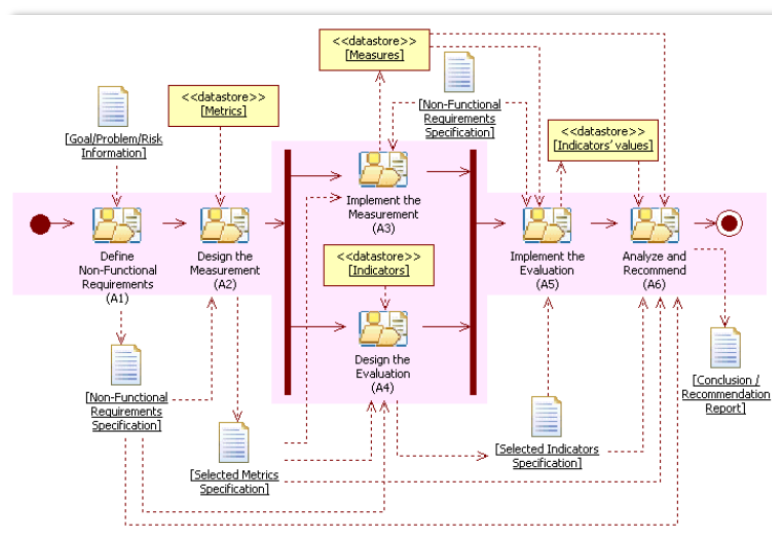 <<datastore>>
[Measures]
<<datastore>>
[Metrics]
[Goal/Problem/Risk
Information]
[Non-Functional
Requirements
Specification]
<<datastore>>
[Indicators' values]
Define
Non-Functional
Requirements
(A1)
Design the
Measurement
(A2)
Implement the
Measurement
(A3)
<<datastore>>
[Indicators]
Design the
Evaluation
(A4)
Implement the
Evaluation
(A5)
Analyze and
Recommend
(A6)
[Non-Functional
Requirements
Specification]
[Selected Metrics
Specification]
[Selected Indicators
Specification]
[Conclusion /
Recommendation
Report]